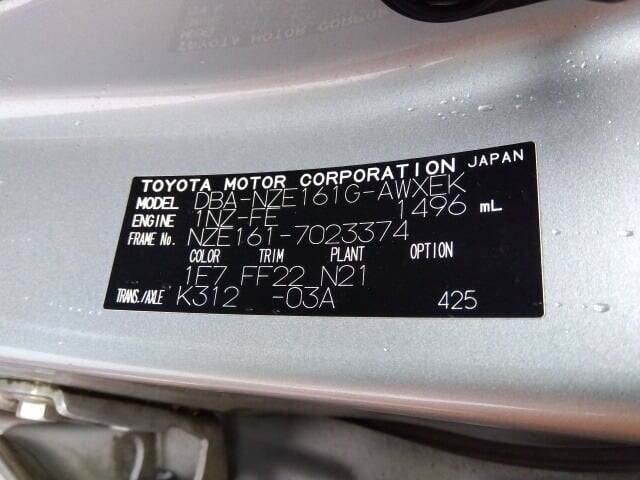 TOYOTA MOTOR CORPORATION JAPAN
MODEL DBA-NZE161G-AWXEK
ENGINE 1NZ-FE 1496 mL
FRAME No. NZE161-7023374
COLOR TRIM PLANT OPTION
1E7 FF22 N21
TRANS./AXLE K312 -03A 425